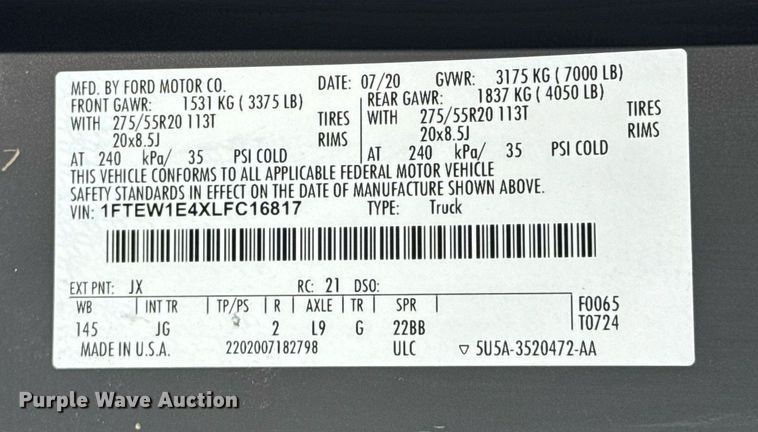 MFD. BY FORD MOTOR CO. DATE: 07/20 GVWR: 3175 KG ( 7000 LB)
FRONT GAWR: 1531 KG ( 3375 LB) REAR GAWR: 1837 KG ( 4050 LB)
WITH 275/55R20 113T TIRES WITH 275/55R20 113T TIRES
20x8.5J RIMS 20x8.5J RIMS
AT 240 kPa/ 35 PSI COLD AT 240 kPa/ 35 PSI COLD
THIS VEHICLE CONFORMS TO ALL APPLICABLE FEDERAL MOTOR VEHICLE
SAFETY STANDARDS IN EFFECT ON THE DATE OF MANUFACTURE SHOWN ABOVE.
VIN: 1FTEW1E4XLFC16817 TYPE: Truck
EXT PNT: JX RC: 21 DSO:
WB INT TR TP/PS R AXLE TR SPR F0065
145 JG 2 L9 G 22BB T0724
MADE IN U.S.A. 2202007182798 ULC ▽ 5U5A-3520472-AA
Purple Wave Auction